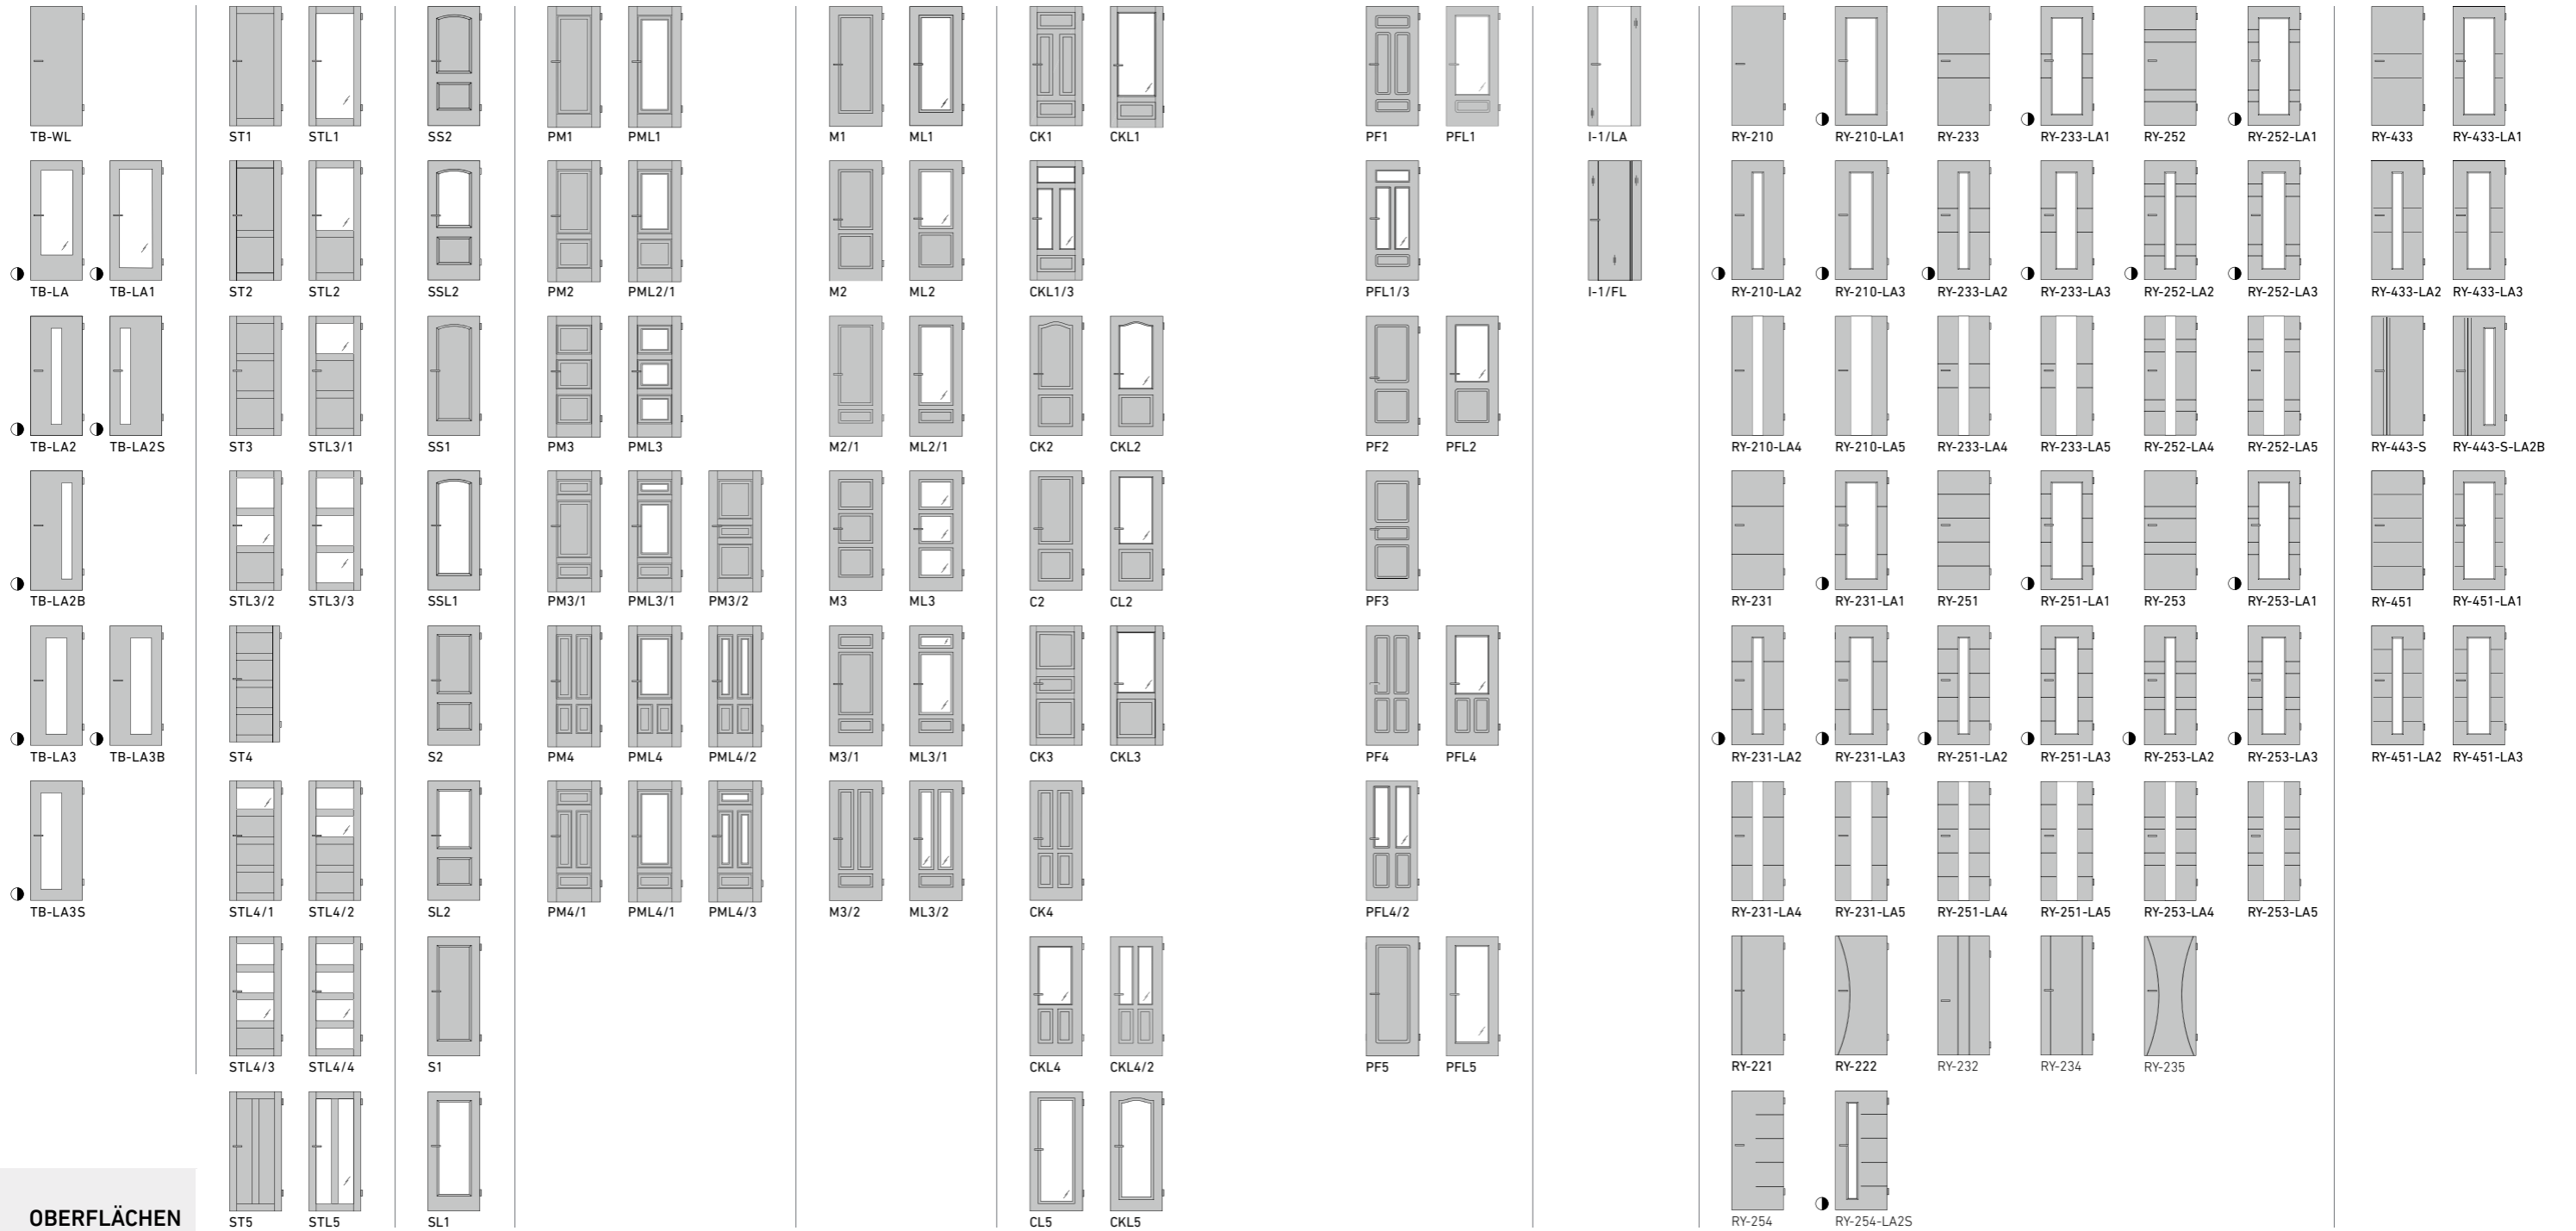 TB-WL ST1 STL1 SS2 PM1 PML1 M1 ML1 CK1 CKL1 PF1 PFL1 I-1/LA RY-210 RY-210-LA1 RY-233 RY-233-LA1 RY-252 RY-252-LA1 RY-433 RY-433-LA1
TB-LA TB-LA1 ST2 STL2 SSL2 PM2 PML2/1 M2 ML2 CKL1/3 PFL1/3 I-1/FL RY-210-LA2 RY-210-LA3 RY-233-LA2 RY-233-LA3 RY-252-LA2 RY-252-LA3 RY-433-LA2 RY-433-LA3
TB-LA2 TB-LA2S ST3 STL3/1 SS1 PM3 PML3 M2/1 ML2/1 CK2 CKL2 PF2 PFL2 RY-210-LA4 RY-210-LA5 RY-233-LA4 RY-233-LA5 RY-252-LA4 RY-252-LA5 RY-443-S RY-443-S-LA2B
TB-LA2B STL3/2 STL3/3 SSL1 PM3/1 PML3/1 PM3/2 M3 ML3 C2 CL2 PF3 RY-231 RY-231-LA1 RY-251 RY-251-LA1 RY-253 RY-253-LA1 RY-451 RY-451-LA1
TB-LA3 TB-LA3B ST4 S2 PM4 PML4 PML4/2 M3/1 ML3/1 CK3 CKL3 PF4 PFL4 RY-231-LA2 RY-231-LA3 RY-251-LA2 RY-251-LA3 RY-253-LA2 RY-253-LA3 RY-451-LA2 RY-451-LA3
TB-LA3S STL4/1 STL4/2 SL2 PM4/1 PML4/1 PML4/3 M3/2 ML3/2 CK4 PFL4/2 RY-231-LA4 RY-231-LA5 RY-251-LA4 RY-251-LA5 RY-253-LA4 RY-253-LA5
STL4/3 STL4/4 S1 CKL4 CKL4/2 PF5 PFL5 RY-221 RY-222 RY-232 RY-234 RY-235
OBERFLÄCHEN ST5 STL5 SL1 CL5 CKL5 RY-254 RY-254-LA2S